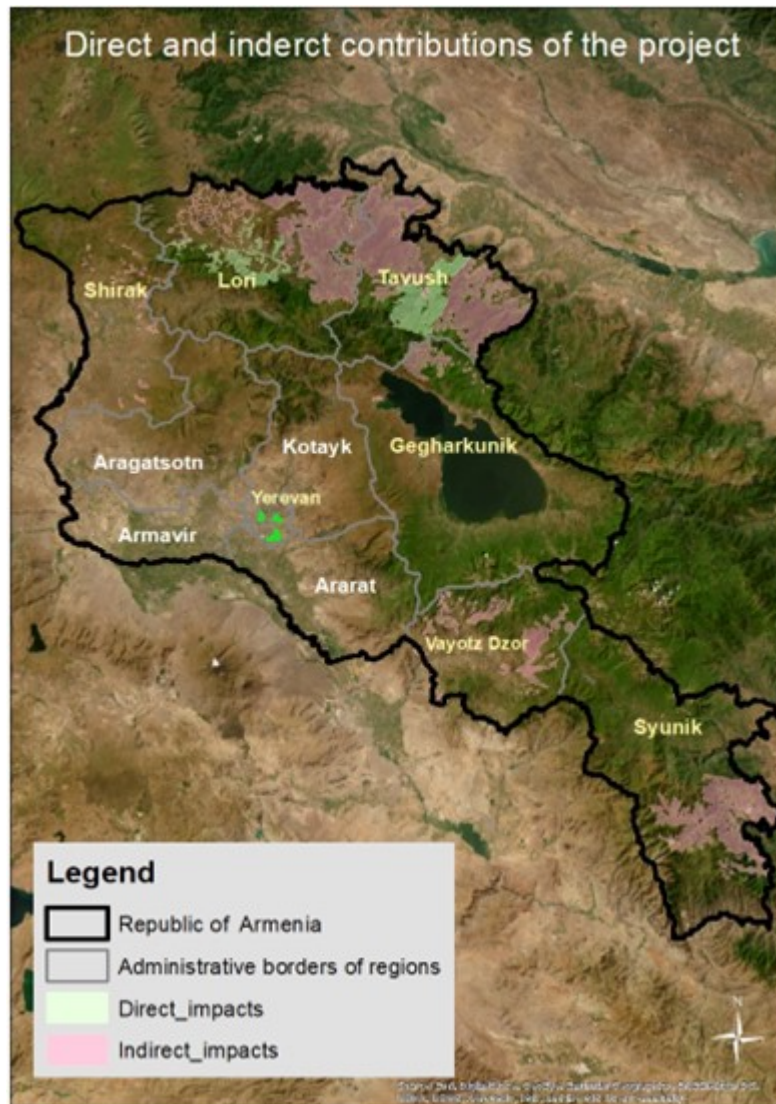 Direct and inderct contributions of the project
Shirak
Lori
Tavush
Kotayk
Gegharkunik
Aragatsotn
Yerevan
Armavir
Ararat
Vayotz Dzor
Syunik
Legend
Republic of Armenia
Administrative borders of regions
Direct_impacts
Indirect_impacts
N